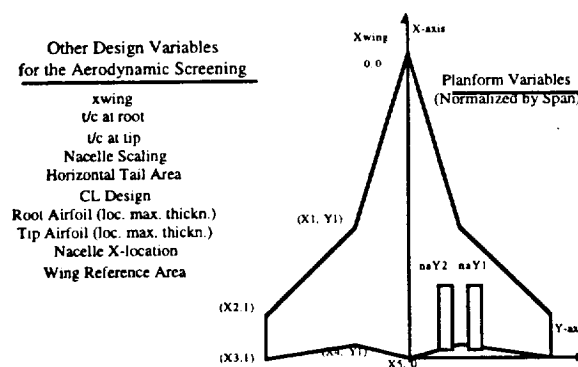 Other Design Variables
for the Aerodynamic Screening
xwing
t/c at root
t/c at tip
Nacelle Scaling
Horizontal Tail Area
CL Design
Root Airfoil (loc. max. thickn.)
Tip Airfoil (loc. max. thickn.)
Nacelle X-location
Wing Reference Area
Xwing
X-axis
0.0
Planform Variables
(Normalized by Span)
(X1, Y1)
naY2 naY1
(X2.1)
Y-ax
(X3.1)
(X4, Y1)
X5, 0